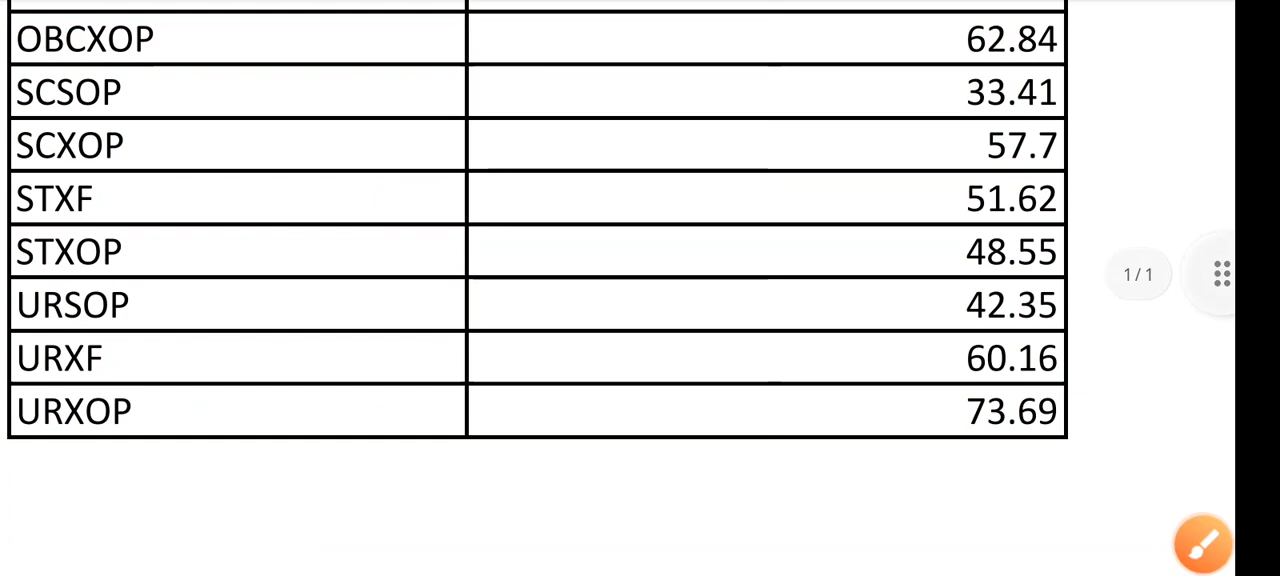 OBCXOP 62.84
SCSOP 33.41
SCXOP 57.7
STXF 51.62
STXOP 48.55
URSOP 42.35
URXF 60.16
URXOP 73.69
1/1